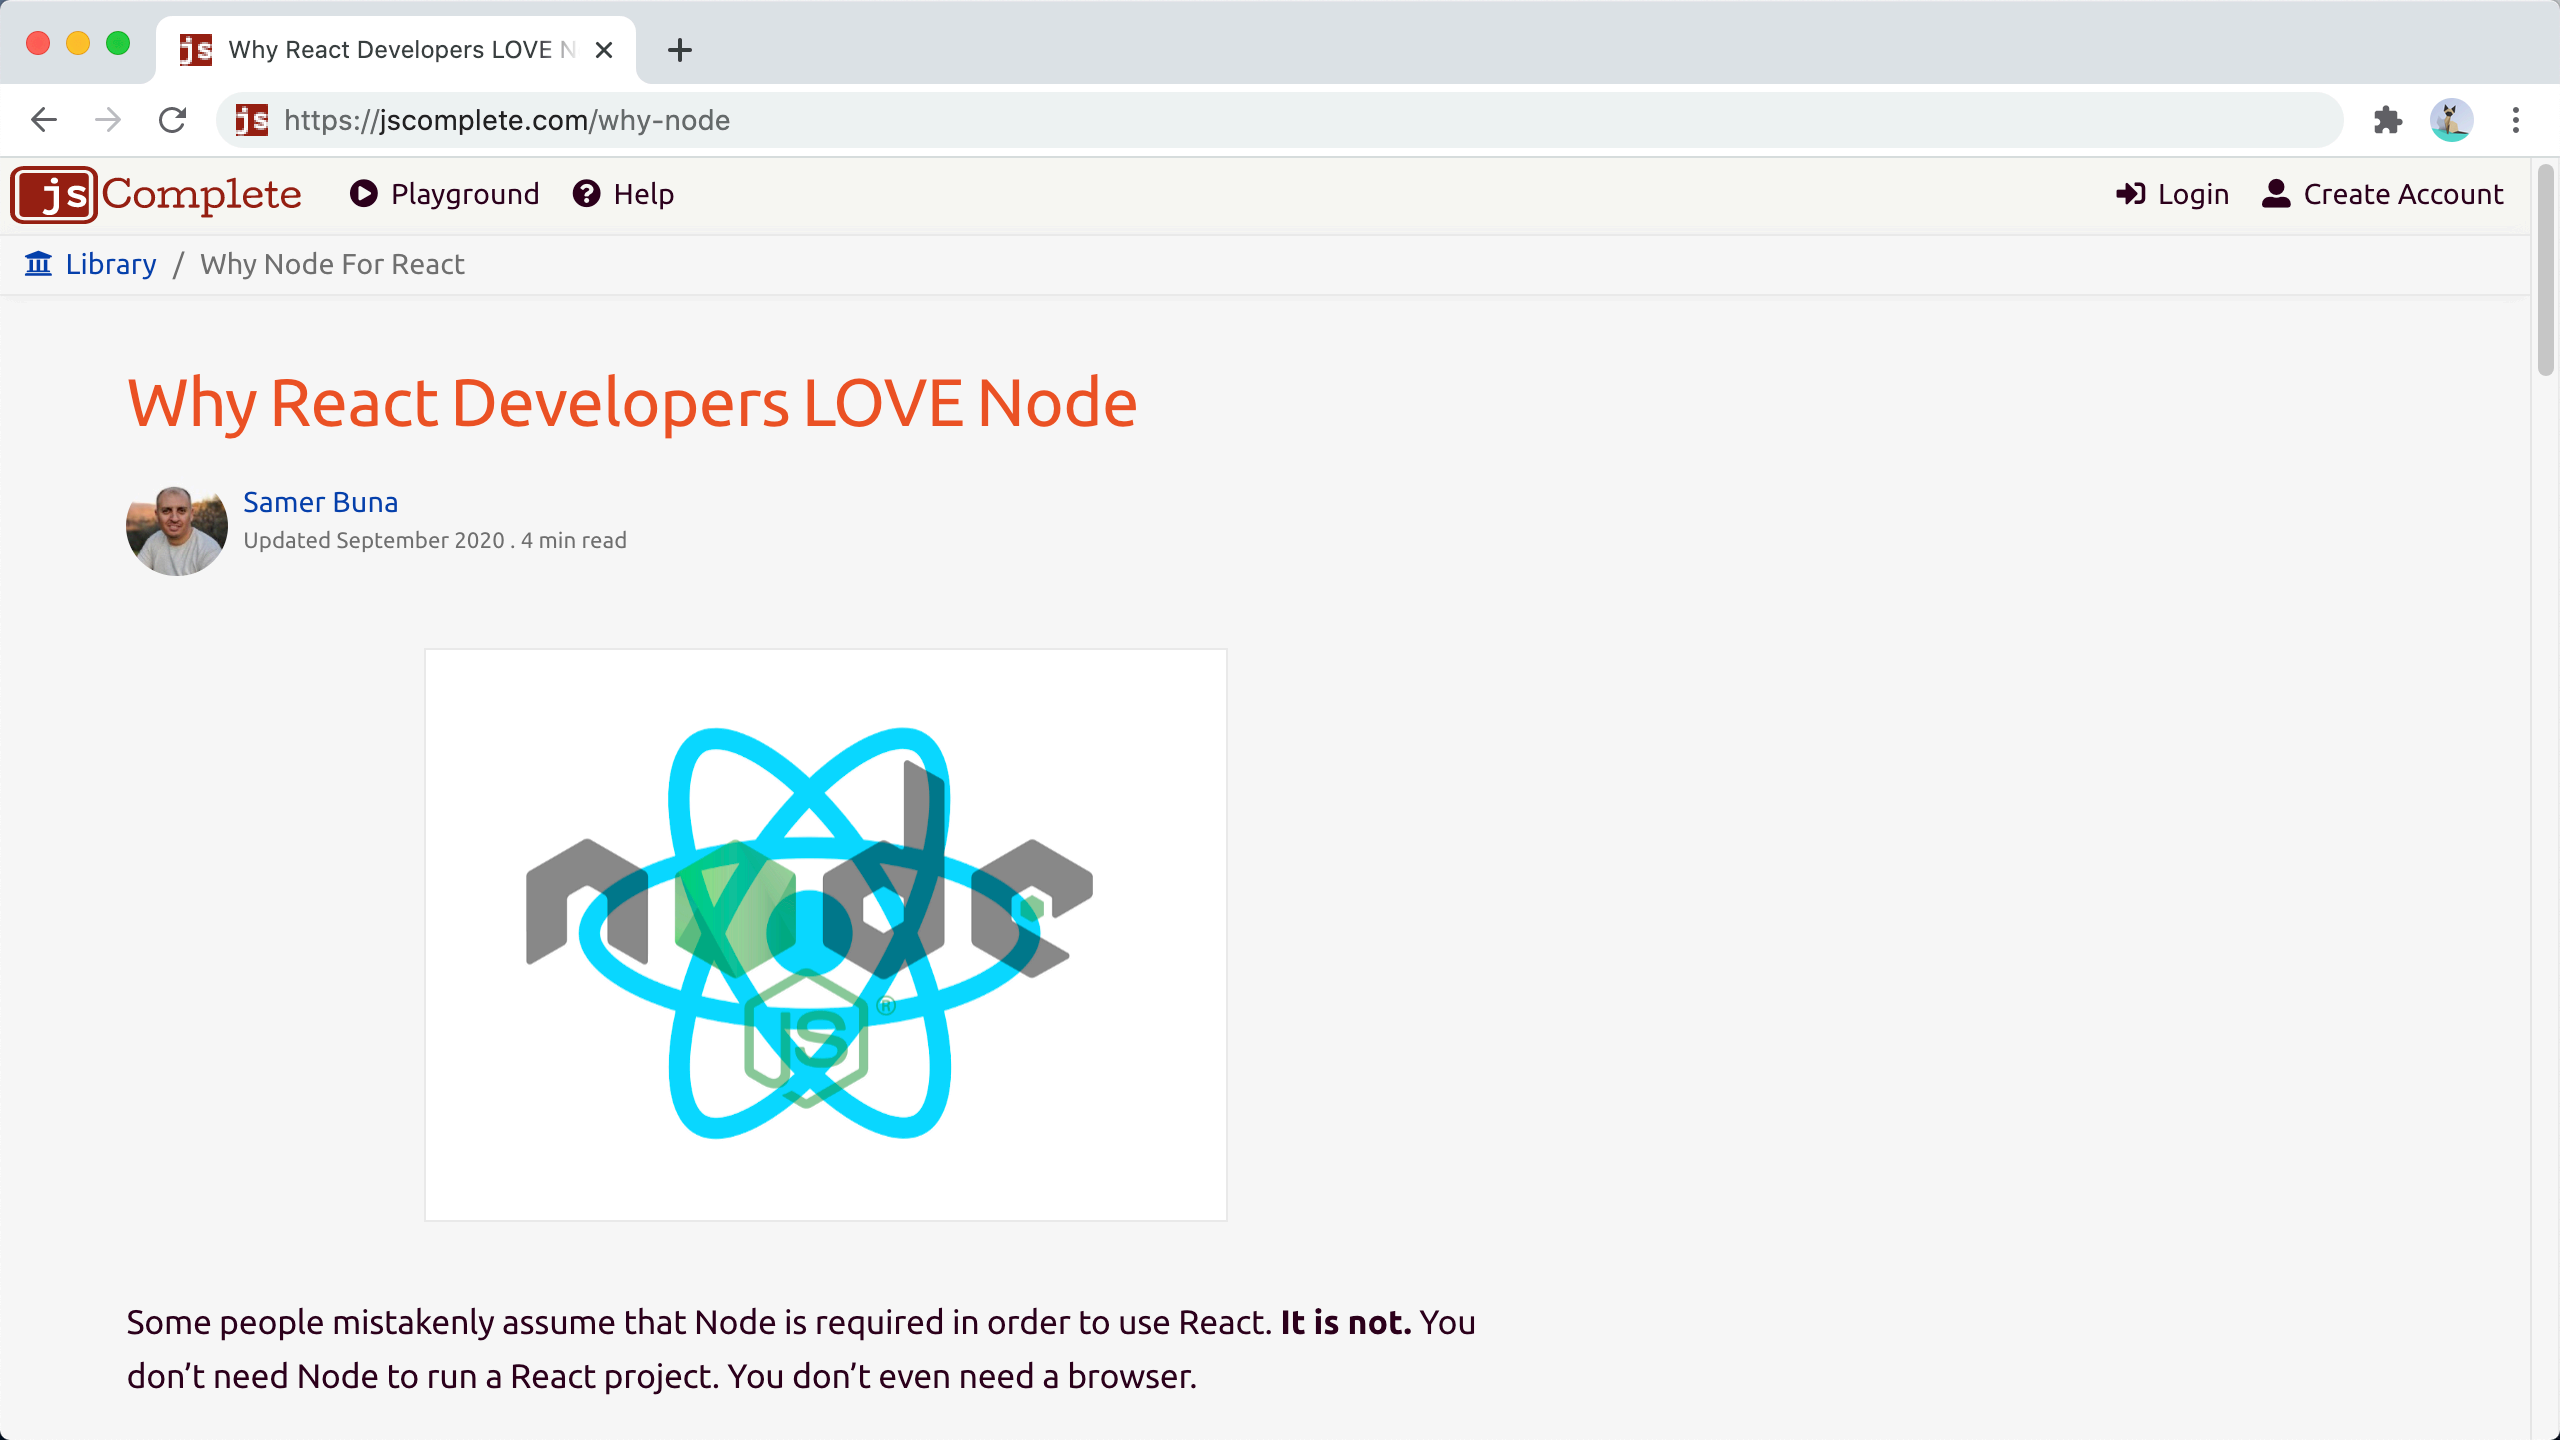 js Why React Developers LOVE N
js https://jscomplete.com/why-node
js Complete Playground Help Login Create Account
Library / Why Node For React
Why React Developers LOVE Node
Samer Buna
Updated September 2020 . 4 min read
node
JS ®
Some people mistakenly assume that Node is required in order to use React. It is not. You
don’t need Node to run a React project. You don’t even need a browser.